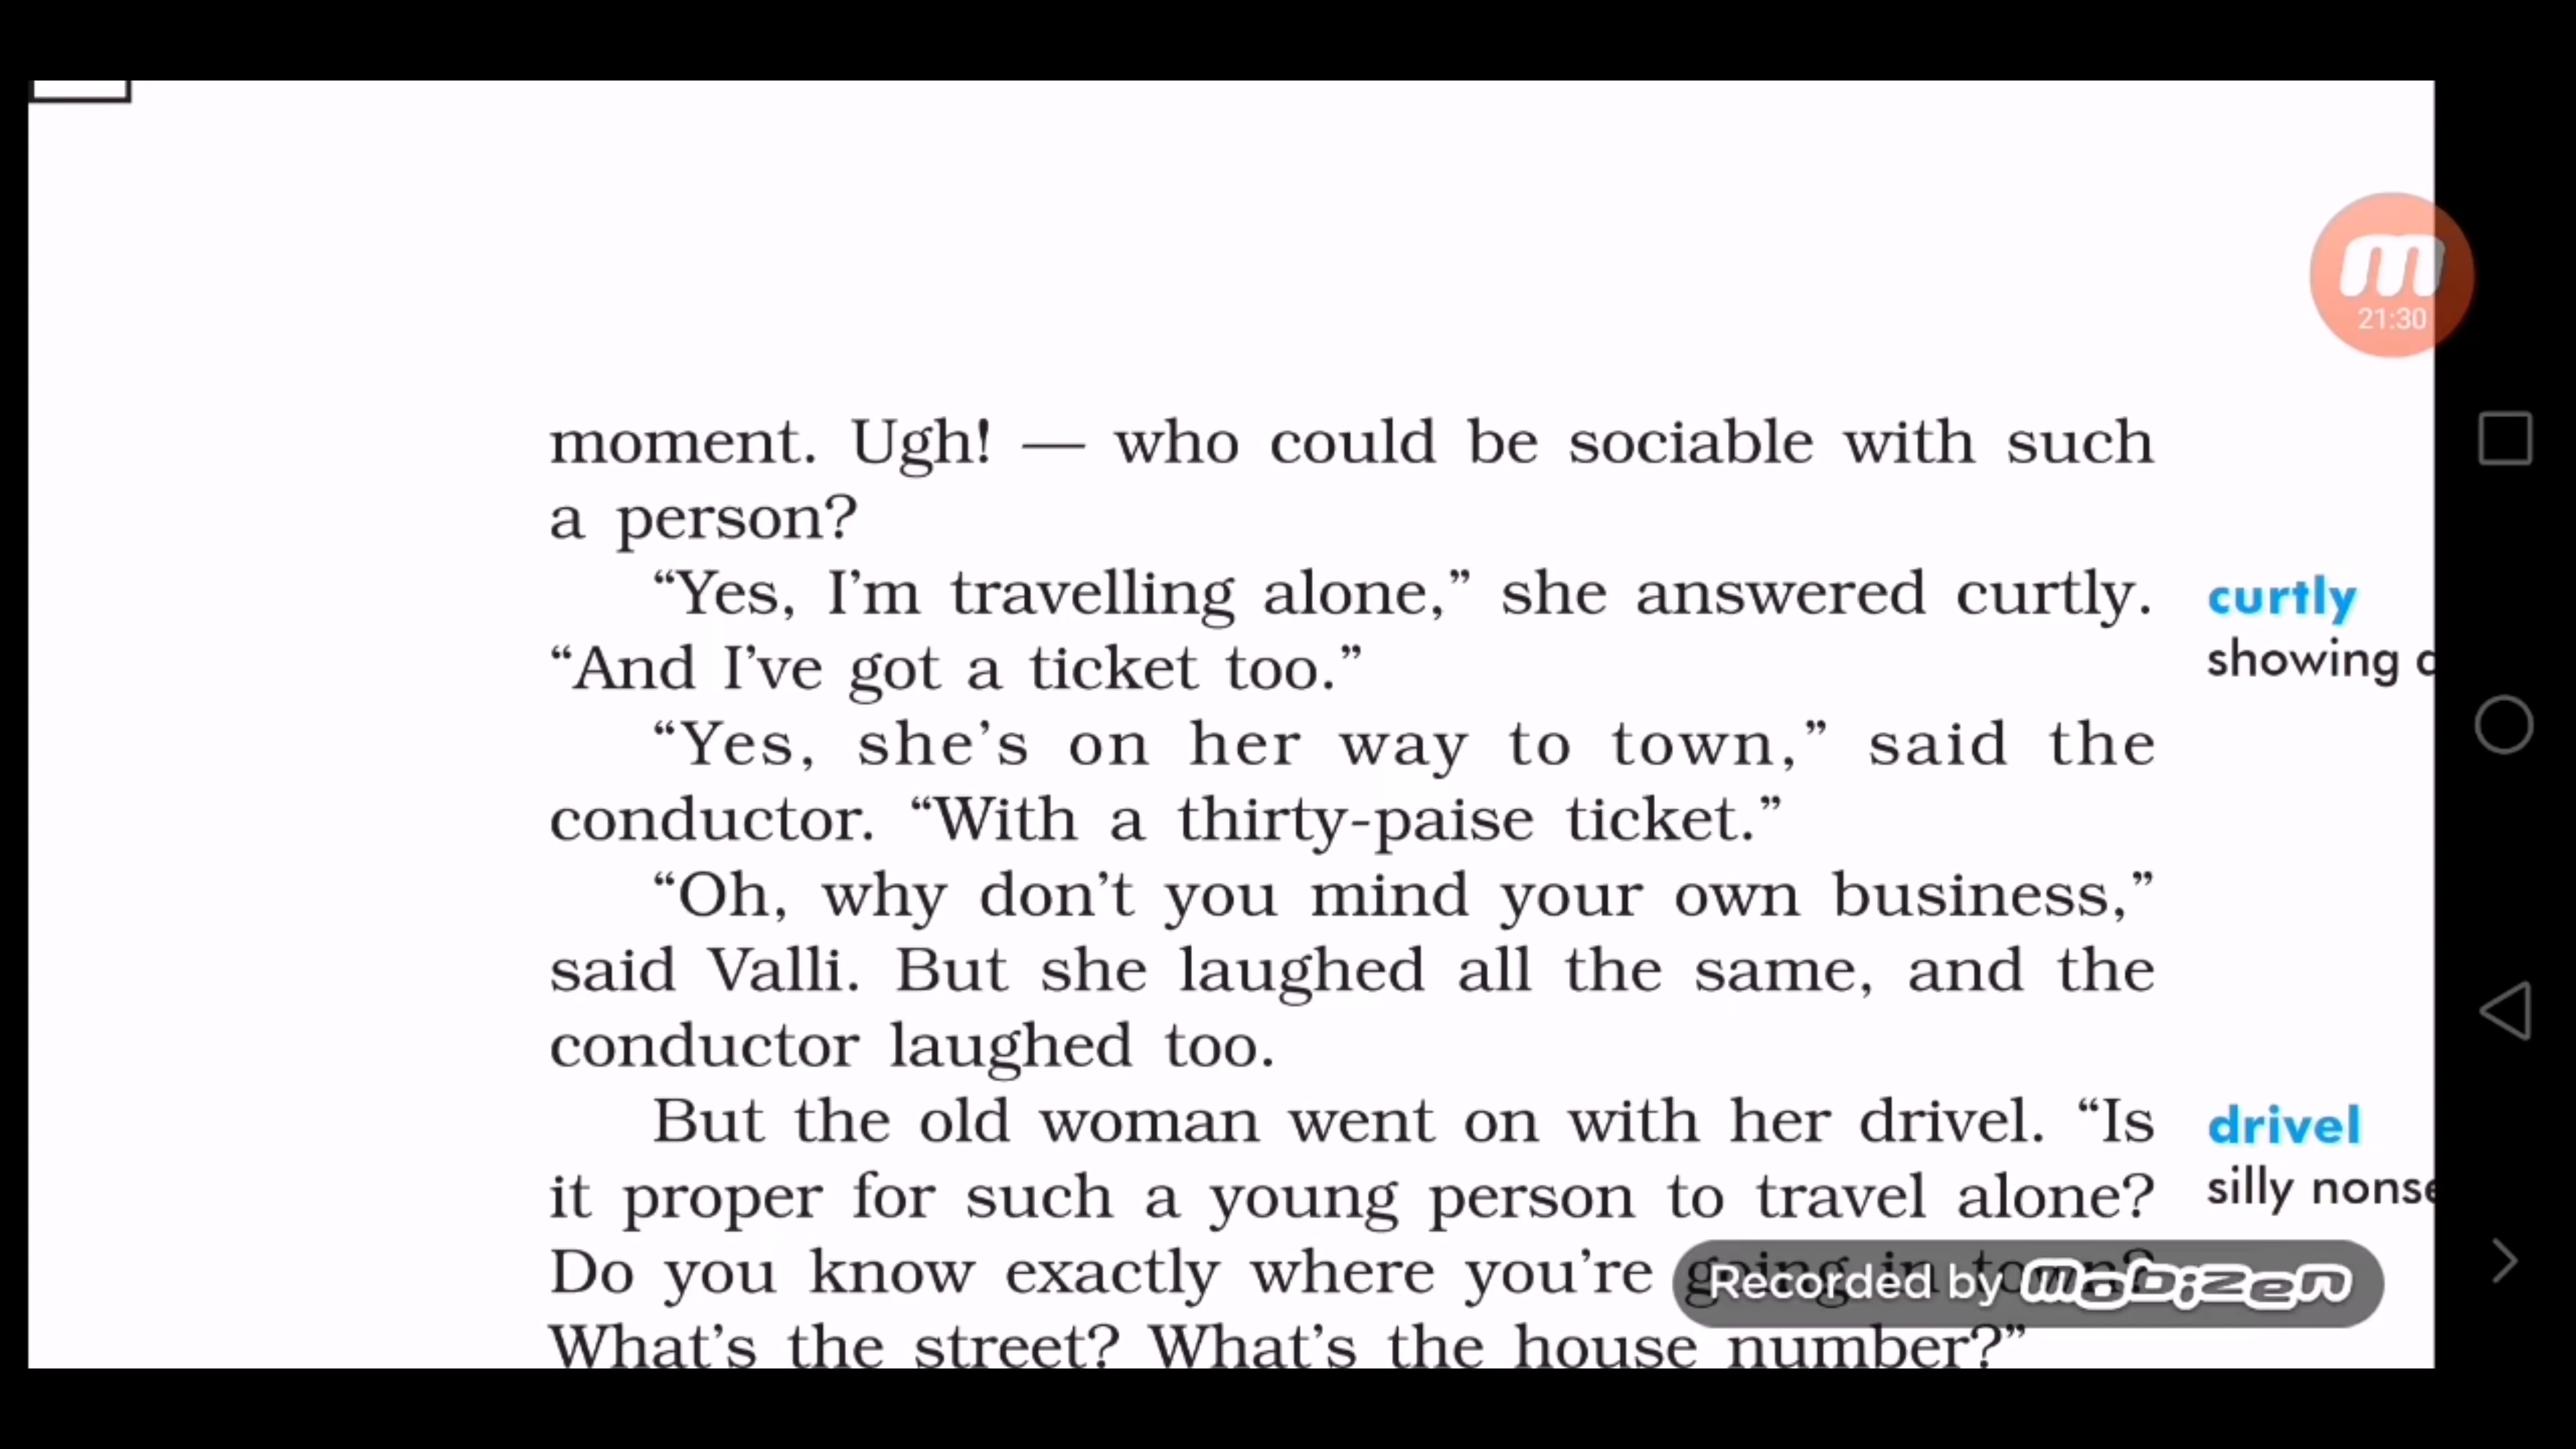 21:30
moment. Ugh! — who could be sociable with such
a person?
“Yes, I’m travelling alone,” she answered curtly.
“And I’ve got a ticket too.”
“Yes, she’s on her way to town,” said the
conductor. “With a thirty-paise ticket.”
“Oh, why don’t you mind your own business,”
said Valli. But she laughed all the same, and the
conductor laughed too.
But the old woman went on with her drivel. “Is
it proper for such a young person to travel alone?
Do you know exactly where you’re going in town?
What’s the street? What’s the house number?”
curtly
showing
drivel
silly
Recorded by mobizen